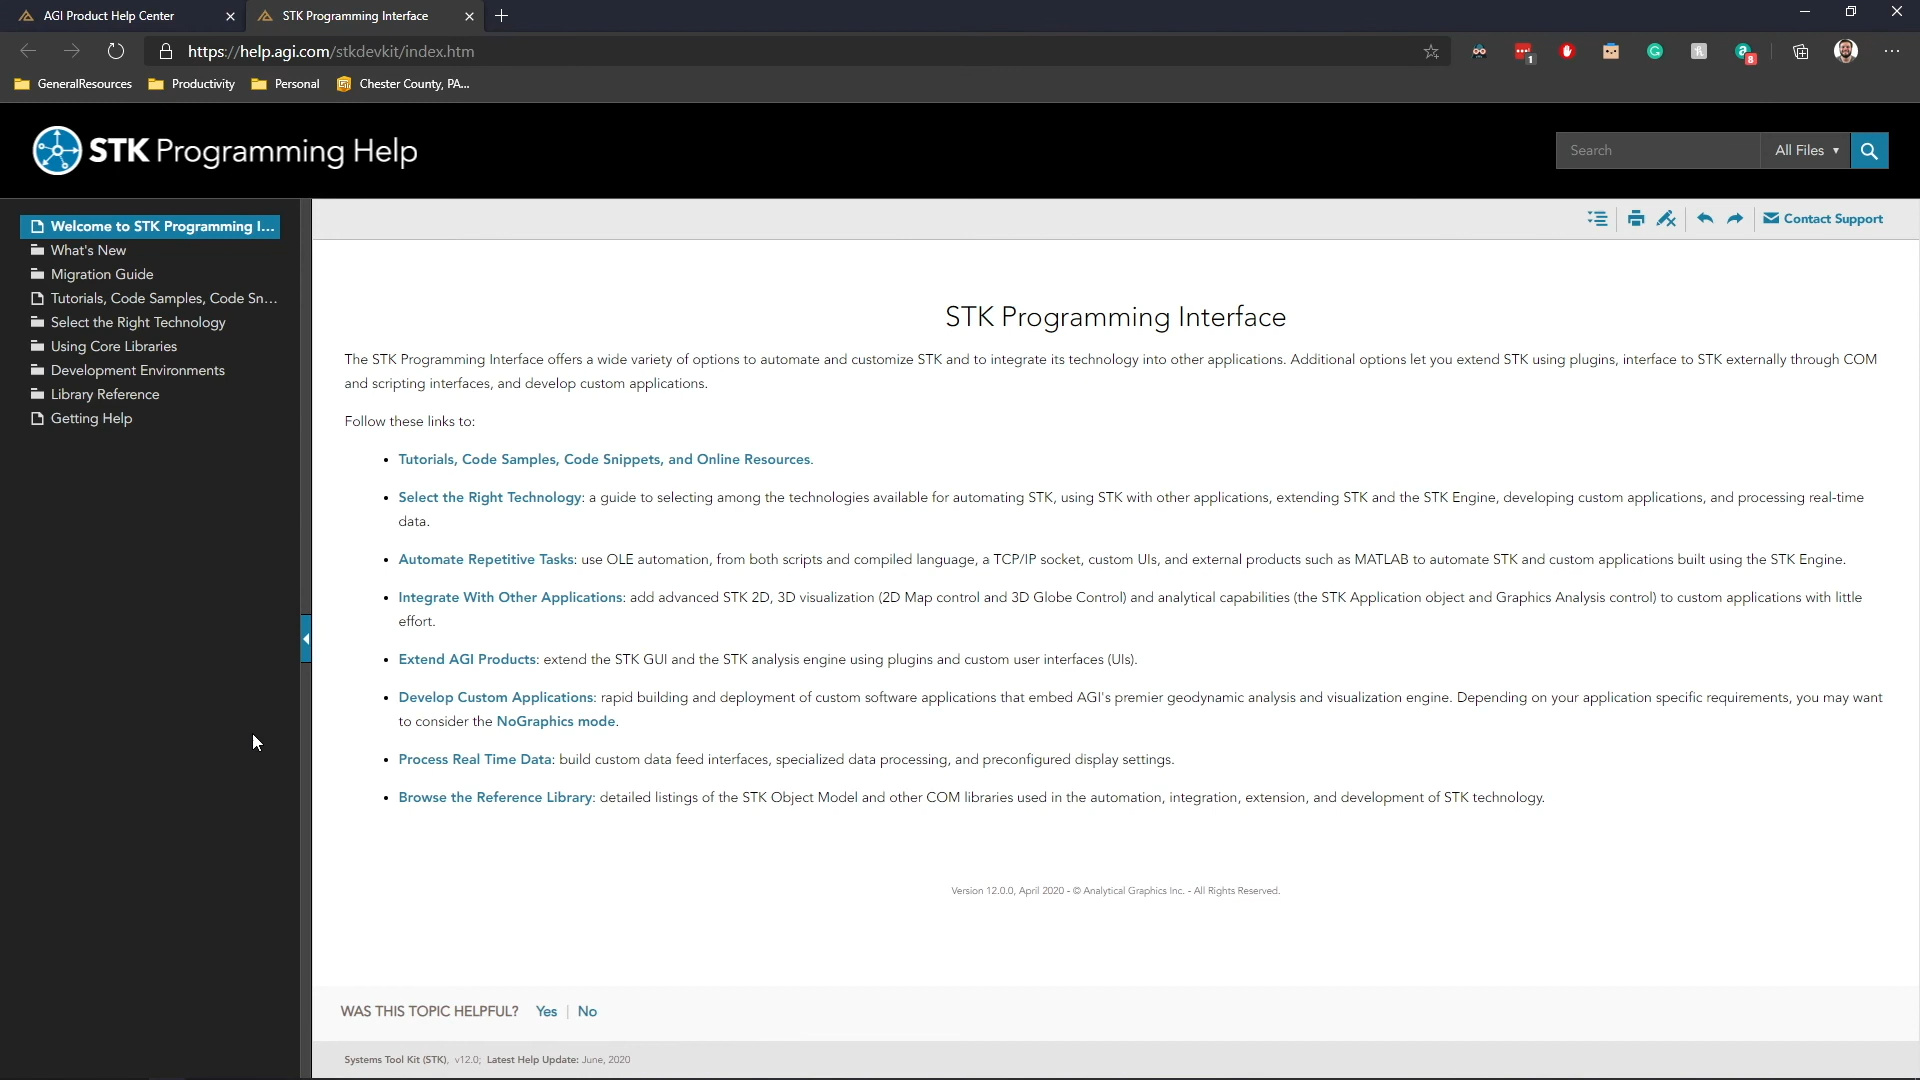 AGI Product Help Center
STK Programming Interface
https://help.agi.com/stkdevkit/index.htm
1
8
GeneralResources
Productivity
Personal
Chester County, PA...
STK Programming Help
Search
All Files
Welcome to STK Programming I...
What's New
Migration Guide
Tutorials, Code Samples, Code Sn...
Select the Right Technology
Using Core Libraries
Development Environments
Library Reference
Getting Help
Contact Support
STK Programming Interface
The STK Programming Interface offers a wide variety of options to automate and customize STK and to integrate its technology into other applications. Additional options let you extend STK using plugins, interface to STK externally through COM
and scripting interfaces, and develop custom applications.
Follow these links to:
• Tutorials, Code Samples, Code Snippets, and Online Resources.
• Select the Right Technology: a guide to selecting among the technologies available for automating STK, using STK with other applications, extending STK and the STK Engine, developing custom applications, and processing real-time
data.
• Automate Repetitive Tasks: use OLE automation, from both scripts and compiled language, a TCP/IP socket, custom UIs, and external products such as MATLAB to automate STK and custom applications built using the STK Engine.
• Integrate With Other Applications: add advanced STK 2D, 3D visualization (2D Map control and 3D Globe Control) and analytical capabilities (the STK Application object and Graphics Analysis control) to custom applications with little
effort.
• Extend AGI Products: extend the STK GUI and the STK analysis engine using plugins and custom user interfaces (UIs).
• Develop Custom Applications: rapid building and deployment of custom software applications that embed AGI's premier geodynamic analysis and visualization engine. Depending on your application specific requirements, you may want
to consider the NoGraphics mode.
• Process Real Time Data: build custom data feed interfaces, specialized data processing, and preconfigured display settings.
• Browse the Reference Library: detailed listings of the STK Object Model and other COM libraries used in the automation, integration, extension, and development of STK technology.
Version 12.0.0, April 2020 - © Analytical Graphics Inc. - All Rights Reserved.
WAS THIS TOPIC HELPFUL? Yes | No
Systems Tool Kit (STK), v12.0; Latest Help Update: June, 2020